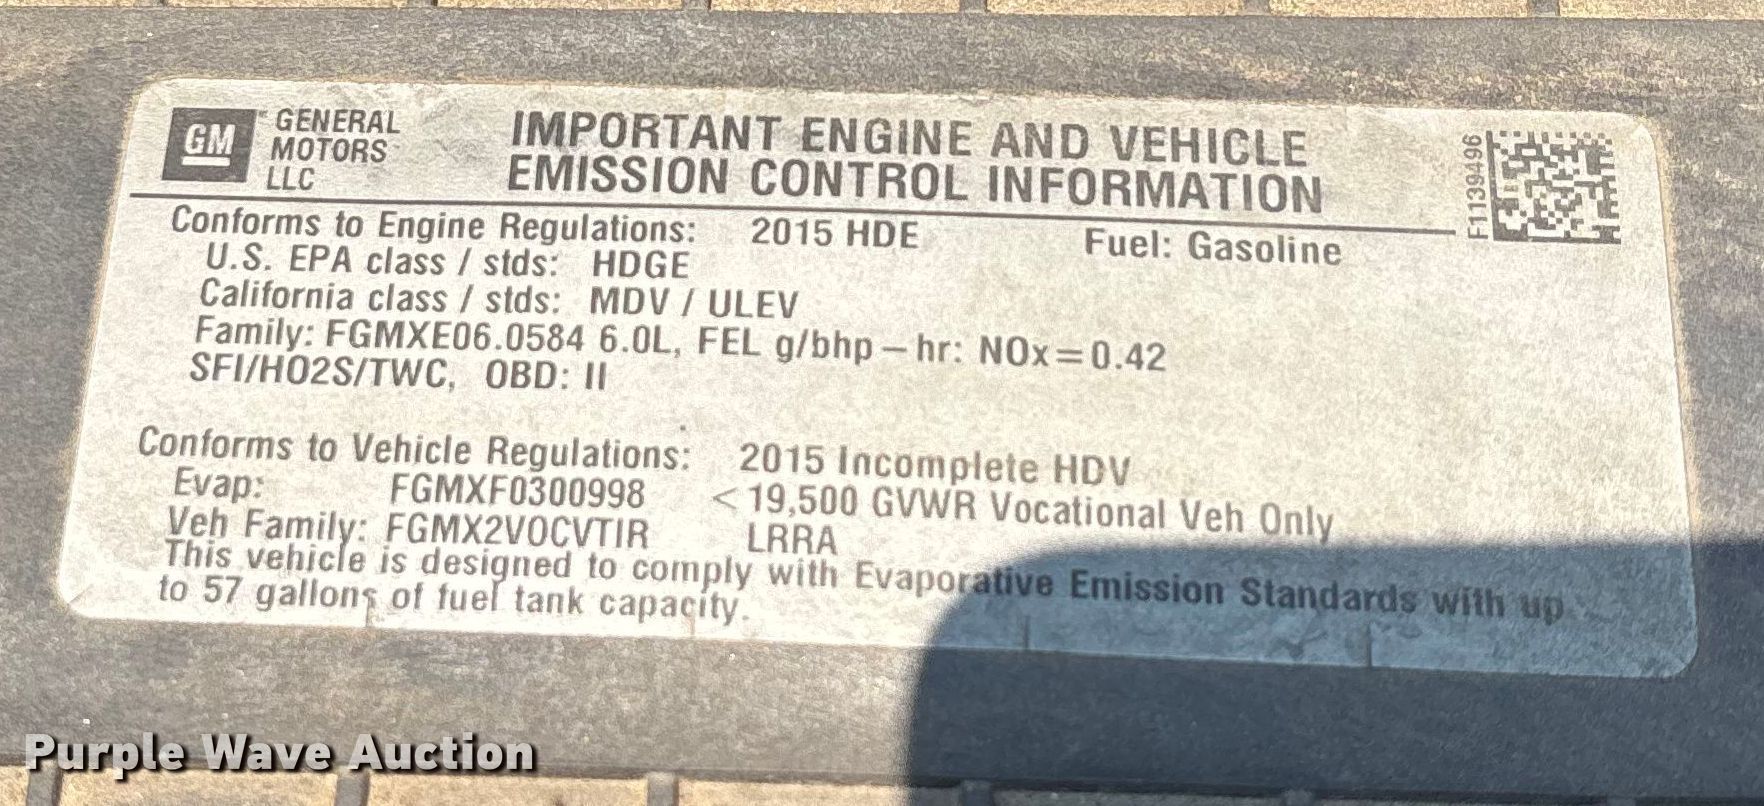 GM GENERAL MOTORS LLC
IMPORTANT ENGINE AND VEHICLE
EMISSION CONTROL INFORMATION
F1139496
Conforms to Engine Regulations: 2015 HDE Fuel: Gasoline
U.S. EPA class / stds: HDGE
California class / stds: MDV / ULEV
Family: FGMXE06.0584 6.0L, FEL g/bhp – hr: NOx = 0.42
SFI/HO2S/TWC, OBD: II
Conforms to Vehicle Regulations: 2015 Incomplete HDV
Evap: FGMXF0300998 < 19,500 GVWR Vocational Veh Only
Veh Family: FGMX2VOCVTIR LRRA
This vehicle is designed to comply with Evaporative Emission Standards with up
to 57 gallons of fuel tank capacity.
Purple Wave Auction